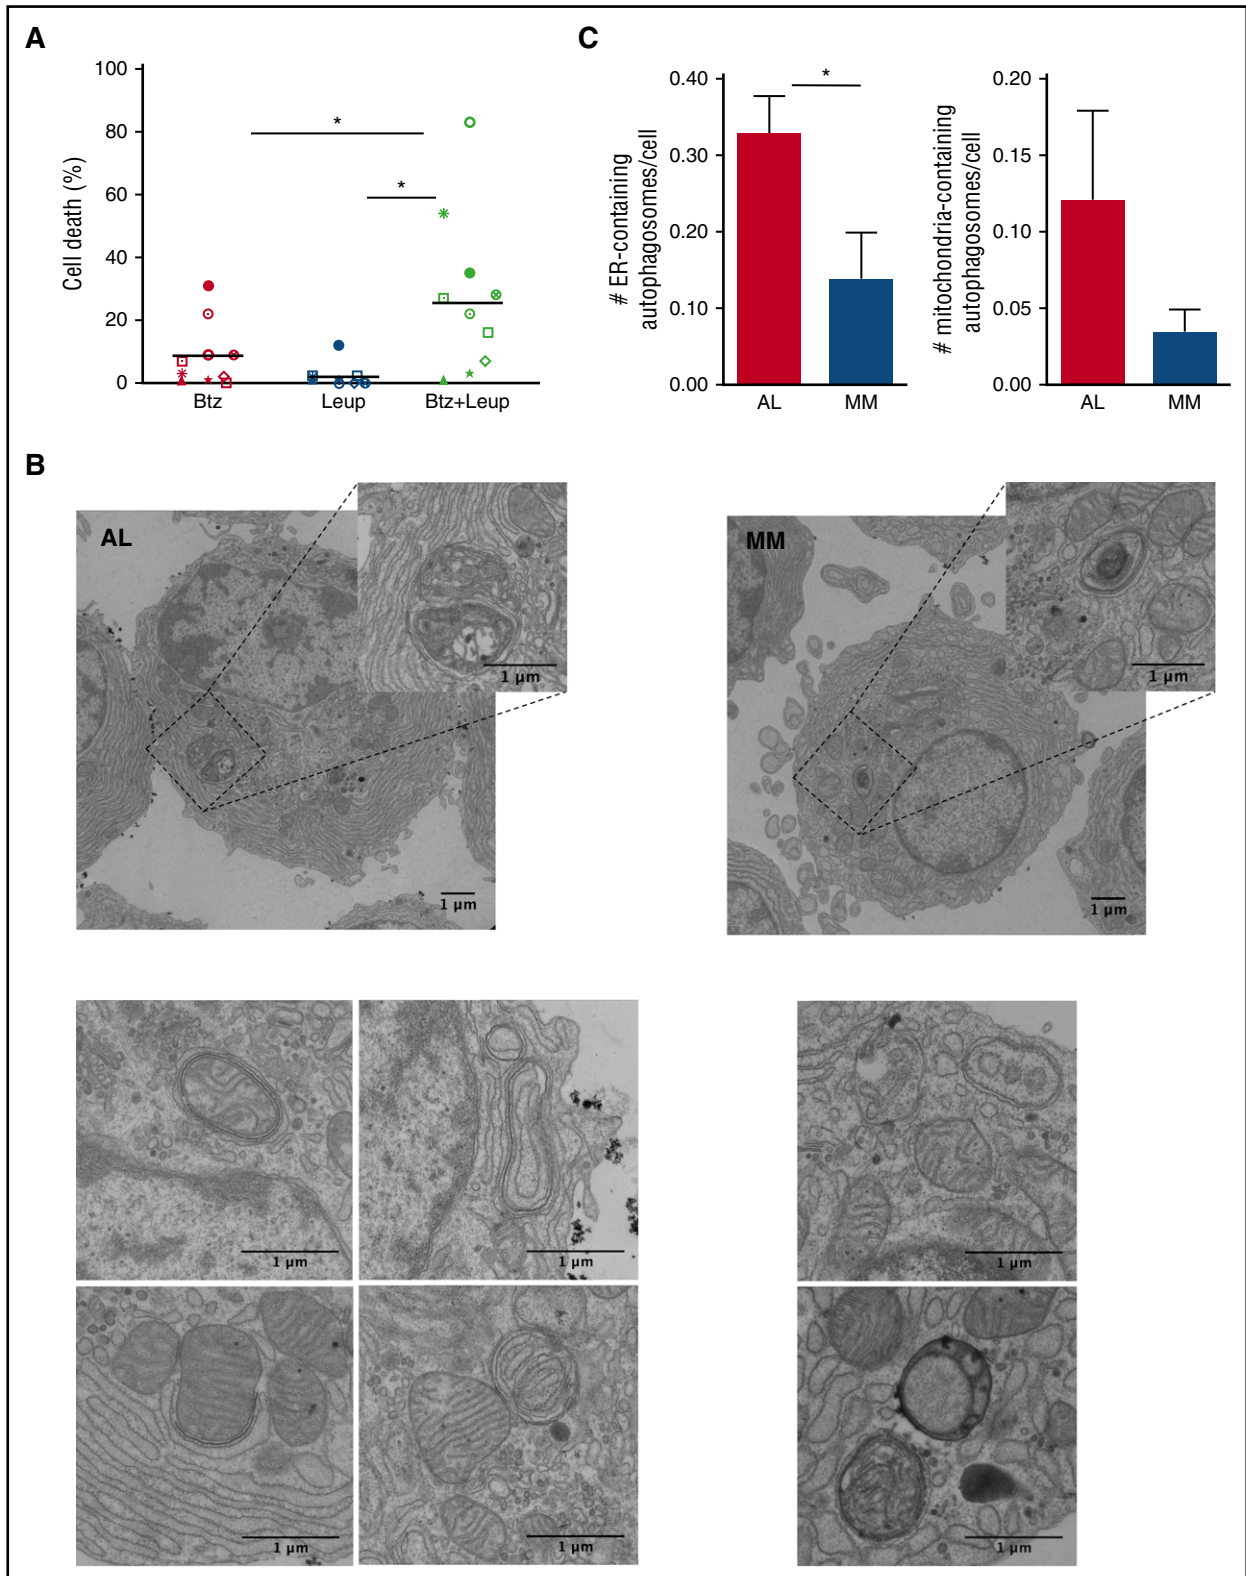 A
C
100
80
60
40
20
0
Cell death (%)
*
*
Btz
Leup
Btz+Leup
0.40
0.30
0.20
0.10
0.00
# ER-containing
autophagosomes/cell
*
AL
MM
0.20
0.15
0.10
0.05
0.00
# mitochondria-containing
autophagosomes/cell
AL
MM
B
AL
1 µm
1 µm
MM
1 µm
1 µm
1 µm
1 µm
1 µm
1 µm
1 µm
1 µm